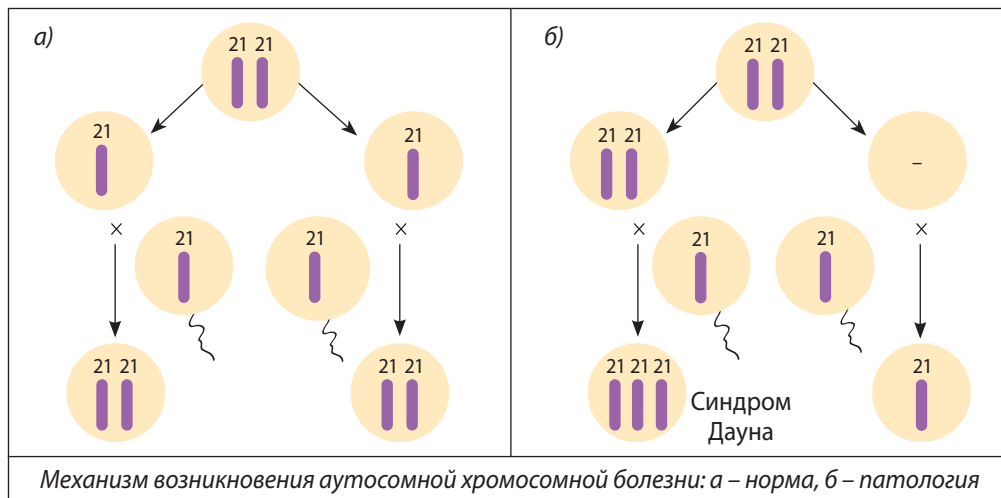 а)
21 21
21
21
×
21
21
×
21 21
21 21
б)
21 21
21 21
–
×
21
21
×
21 21 21
21
Синдром
Дауна
Механизм возникновения аутосомной хромосомной болезни: а – норма, б – патология